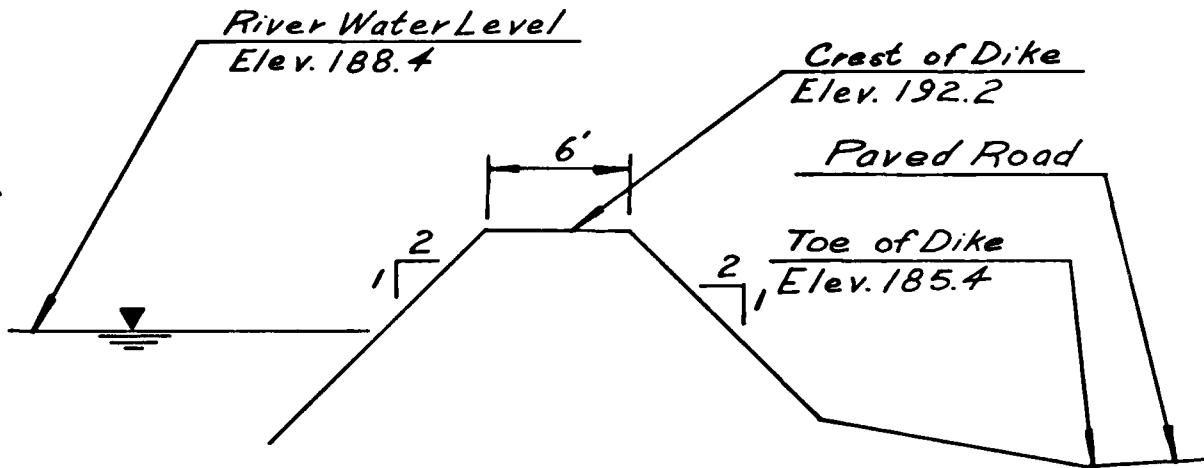 River Water Level
Elev. 188.4
Crest of Dike
Elev. 192.2
6'
Paved Road
2
1
Toe of Dike
Elev. 185.4
2
1